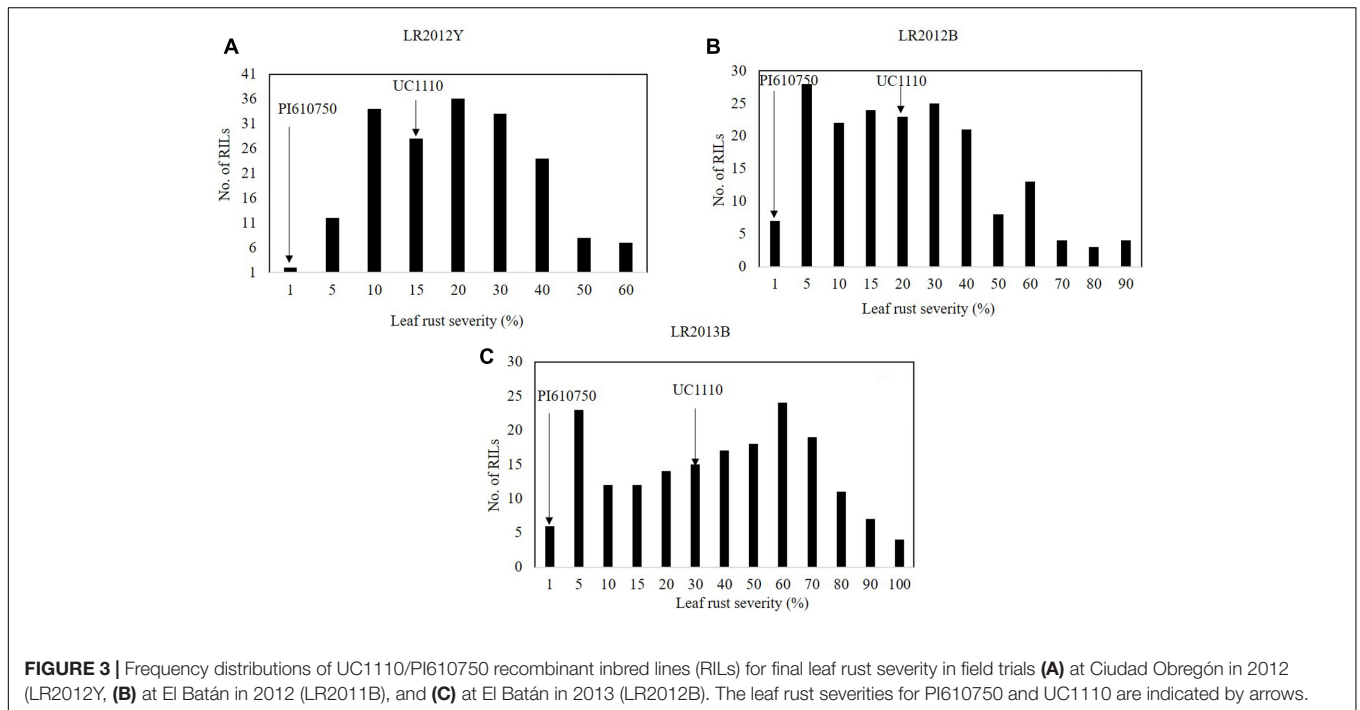 LR2012Y
A
41
36
31
26
21
16
11
6
1
No. of RILs
PI610750
UC1110
1 5 10 15 20 30 40 50 60
Leaf rust severity (%)
LR2012B
B
30
25
20
15
10
5
0
No. of RILs
PI610750
UC1110
1 5 10 15 20 30 40 50 60 70 80 90
Leaf rust severity (%)
LR2013B
C
30
25
20
15
10
5
0
No. of RILs
PI610750
UC1110
1 5 10 15 20 30 40 50 60 70 80 90 100
Leaf rust severity (%)
FIGURE 3 | Frequency distributions of UC1110/PI610750 recombinant inbred lines (RILs) for final leaf rust severity in field trials (A) at Ciudad Obregón in 2012
(LR2012Y, (B) at El Batán in 2012 (LR2011B), and (C) at El Batán in 2013 (LR2012B). The leaf rust severities for PI610750 and UC1110 are indicated by arrows.